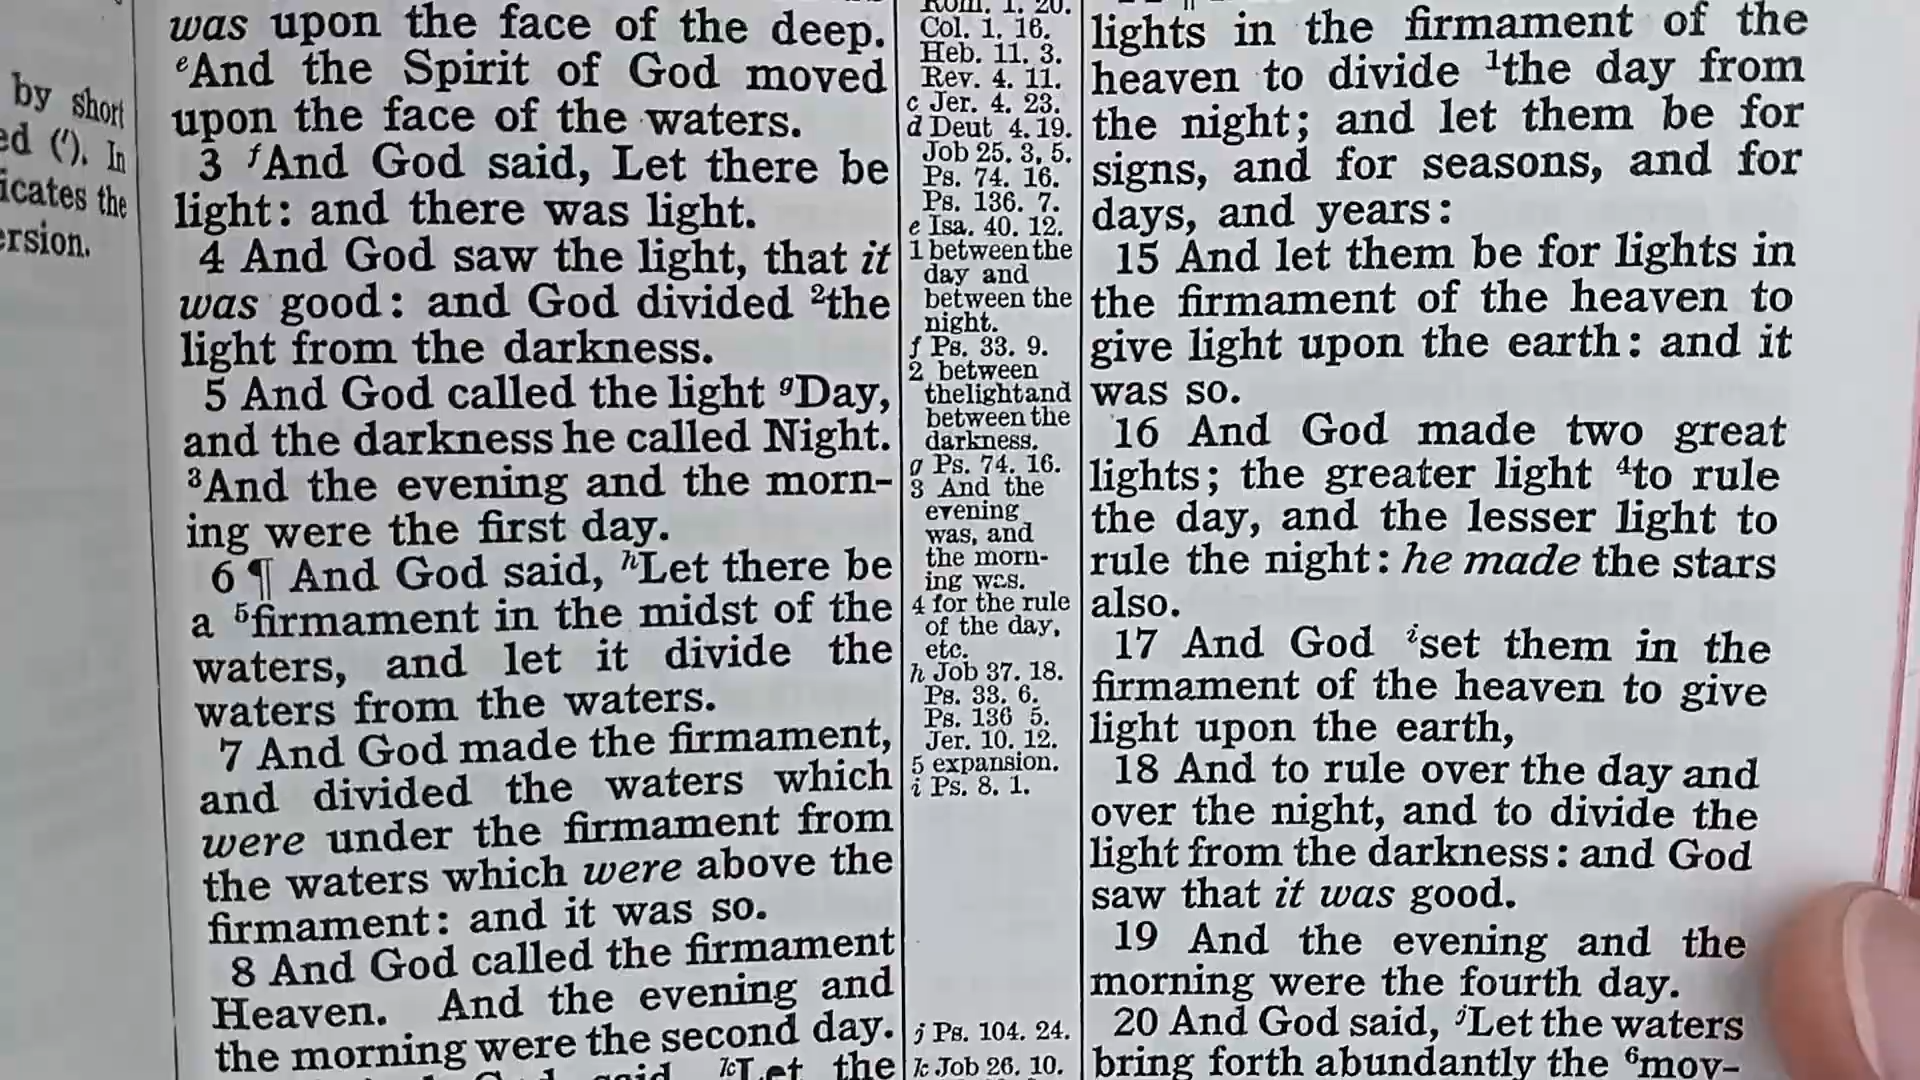 by short
ed (′). In
icates the
ersion.
was upon the face of the deep.
eAnd the Spirit of God moved
upon the face of the waters.
3 fAnd God said, Let there be
light: and there was light.
4 And God saw the light, that it
was good: and God divided 2the
light from the darkness.
5 And God called the light gDay,
and the darkness he called Night.
3And the evening and the morn-
ing were the first day.
6 ¶ And God said, hLet there be
a 5firmament in the midst of the
waters, and let it divide the
waters from the waters.
7 And God made the firmament,
and divided the waters which
were under the firmament from
the waters which were above the
firmament: and it was so.
8 And God called the firmament
Heaven. And the evening and
the morning were the second day.
God said, kLet the
Rom. 1. 20.
Col. 1. 16.
Heb. 11. 3.
Rev. 4. 11.
c Jer. 4. 23.
d Deut 4. 19.
Job 25. 3, 5.
Ps. 74. 16.
Ps. 136. 7.
e Isa. 40. 12.
1 between the
day and
between the
night.
f Ps. 33. 9.
2 between
the light and
between the
darkness.
g Ps. 74. 16.
3 And the
evening
was, and
the morn-
ing was.
4 for the rule
of the day,
etc.
h Job 37. 18.
Ps. 33. 6.
Ps. 136 5.
Jer. 10. 12.
5 expansion.
i Ps. 8. 1.
j Ps. 104. 24.
k Job 26. 10.
lights in the firmament of the
heaven to divide 1the day from
the night; and let them be for
signs, and for seasons, and for
days, and years:
15 And let them be for lights in
the firmament of the heaven to
give light upon the earth: and it
was so.
16 And God made two great
lights; the greater light 4to rule
the day, and the lesser light to
rule the night: he made the stars
also.
17 And God iset them in the
firmament of the heaven to give
light upon the earth,
18 And to rule over the day and
over the night, and to divide the
light from the darkness: and God
saw that it was good.
19 And the evening and the
morning were the fourth day.
20 And God said, jLet the waters
bring forth abundantly the 6mov-